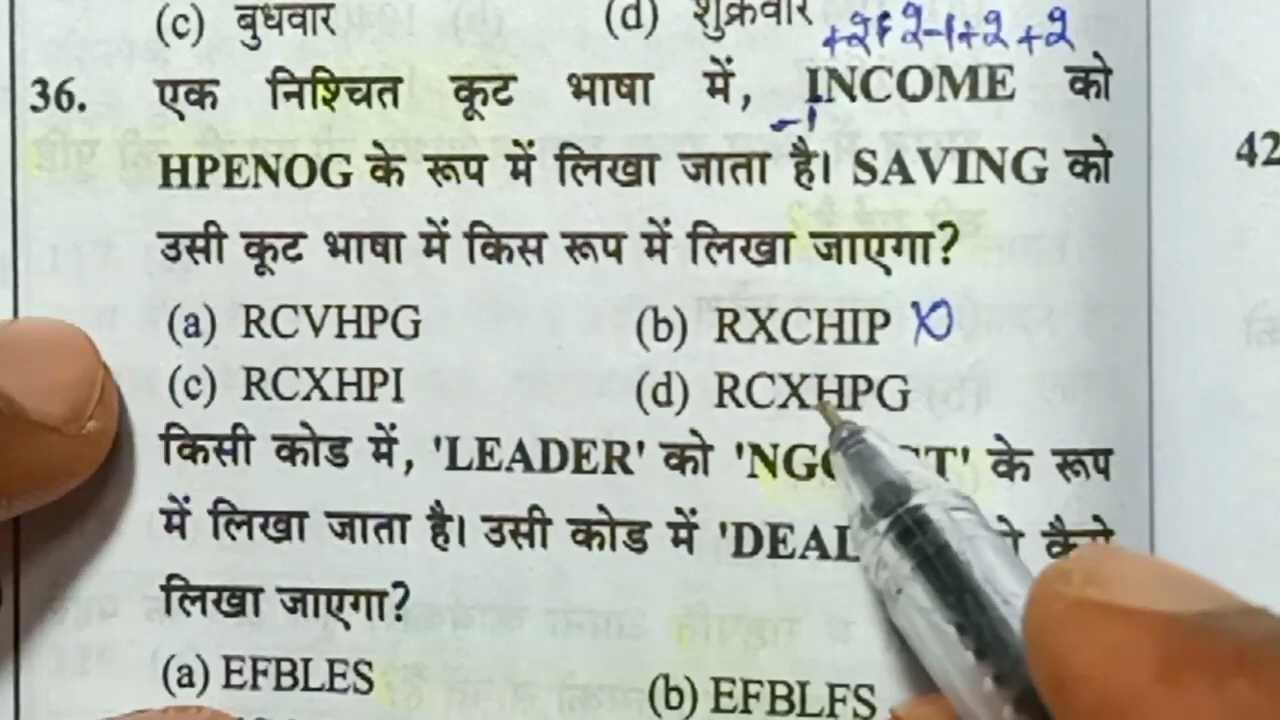 (c) बुधवार (d) शुक्रवार
+2+2-1+2+2
36. एक निश्चित कूट भाषा में, INCOME को
-1
HPENOG के रूप में लिखा जाता है। SAVING को
42
उसी कूट भाषा में किस रूप में लिखा जाएगा?
(a) RCVHPG (b) RXCHIP
(c) RCXHPI (d) RCXHPG
किसी कोड में, 'LEADER' को के रूप
में लिखा जाता है। उसी कोड में 'DEAL
लिखा जाएगा?
(a) EFBLES (b) EFBLFS